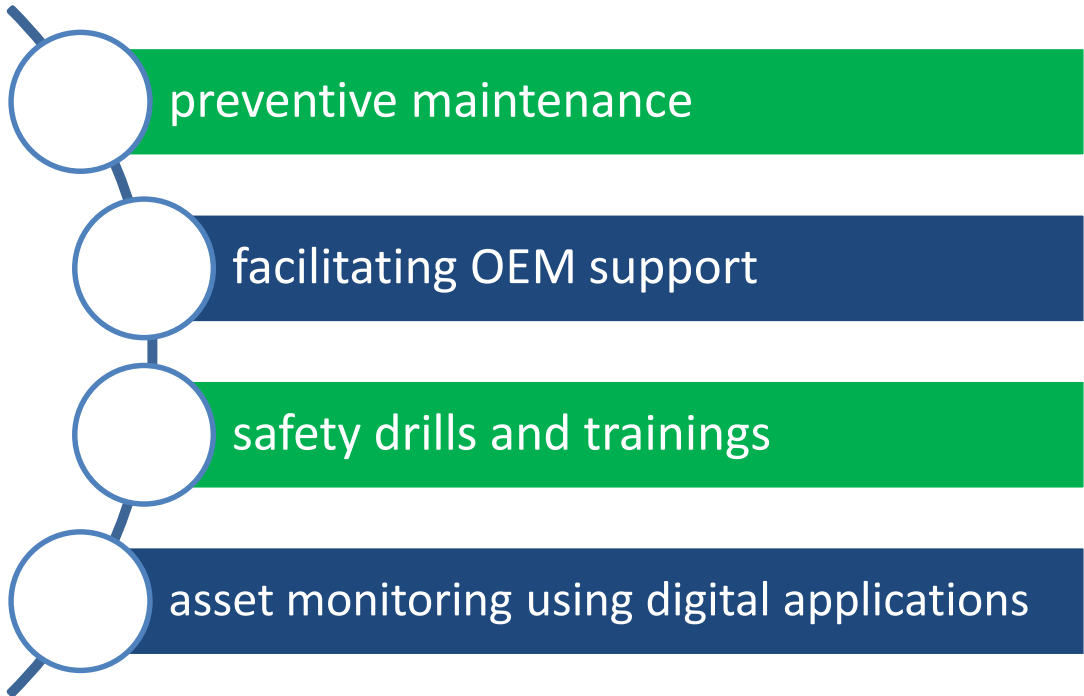 preventive maintenance
facilitating OEM support
safety drills and trainings
asset monitoring using digital applications